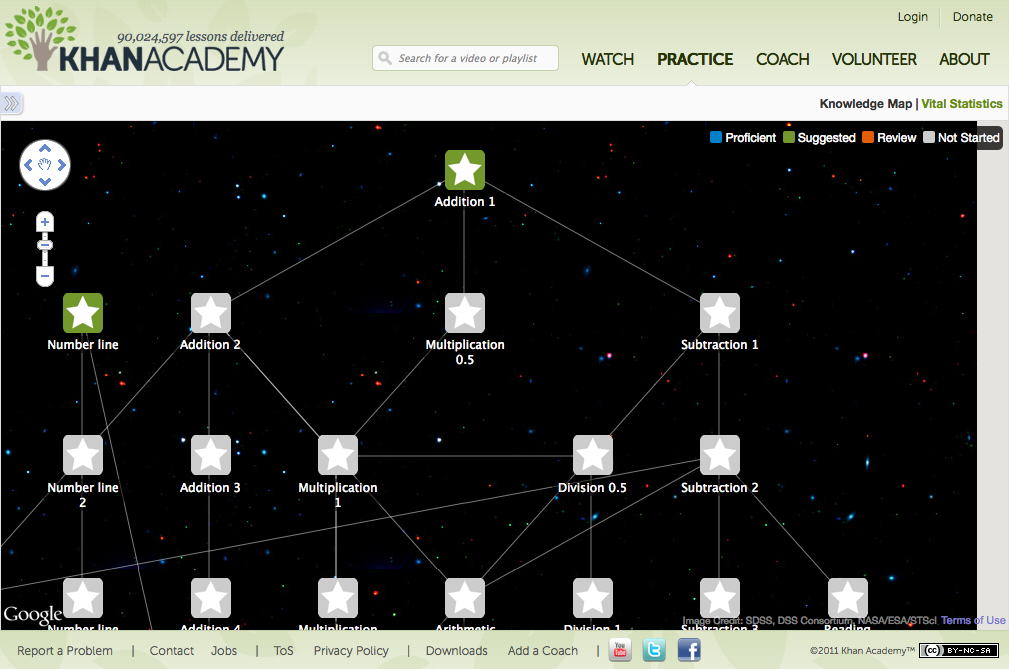 Login
Donate
90,024,597 lessons delivered
KHANACADEMY
Search for a video or playlist
WATCH
PRACTICE
COACH
VOLUNTEER
ABOUT
Knowledge Map | Vital Statistics
Proficient
Suggested
Review
Not Started
Addition 1
Number line
Addition 2
Multiplication
0.5
Subtraction 1
Number line
2
Addition 3
Multiplication
1
Division 0.5
Subtraction 2
Google
Number line
Addition 4
Multiplication
Arithmetic
Division 1
Subtraction 3
Reading
Image Credit: SDSS, DSS Consortium, NASA/ESA/STScI Terms of Use
Report a Problem | Contact Jobs | ToS Privacy Policy | Downloads Add a Coach |
You
Tube
t
f
©2011 Khan Academy™
cc BY-NC-SA